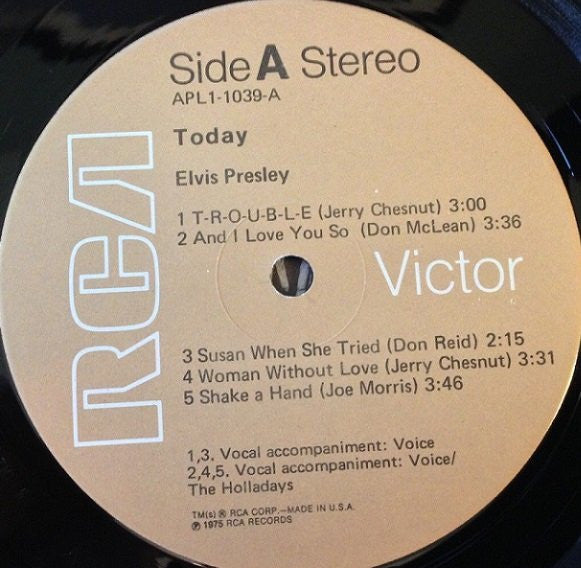 Side A Stereo
APL1-1039-A
Today
Elvis Presley
1 T-R-O-U-B-L-E (Jerry Chesnut) 3:00
2 And I Love You So (Don McLean) 3:36
RCA
Victor
3 Susan When She Tried (Don Reid) 2:15
4 Woman Without Love (Jerry Chesnut) 3:31
5 Shake a Hand (Joe Morris) 3:46
1,3. Vocal accompaniment: Voice
2,4,5. Vocal accompaniment: Voice/
The Holladays
TM(s) ® RCA CORP.—MADE IN U.S.A.
℗ 1975 RCA RECORDS